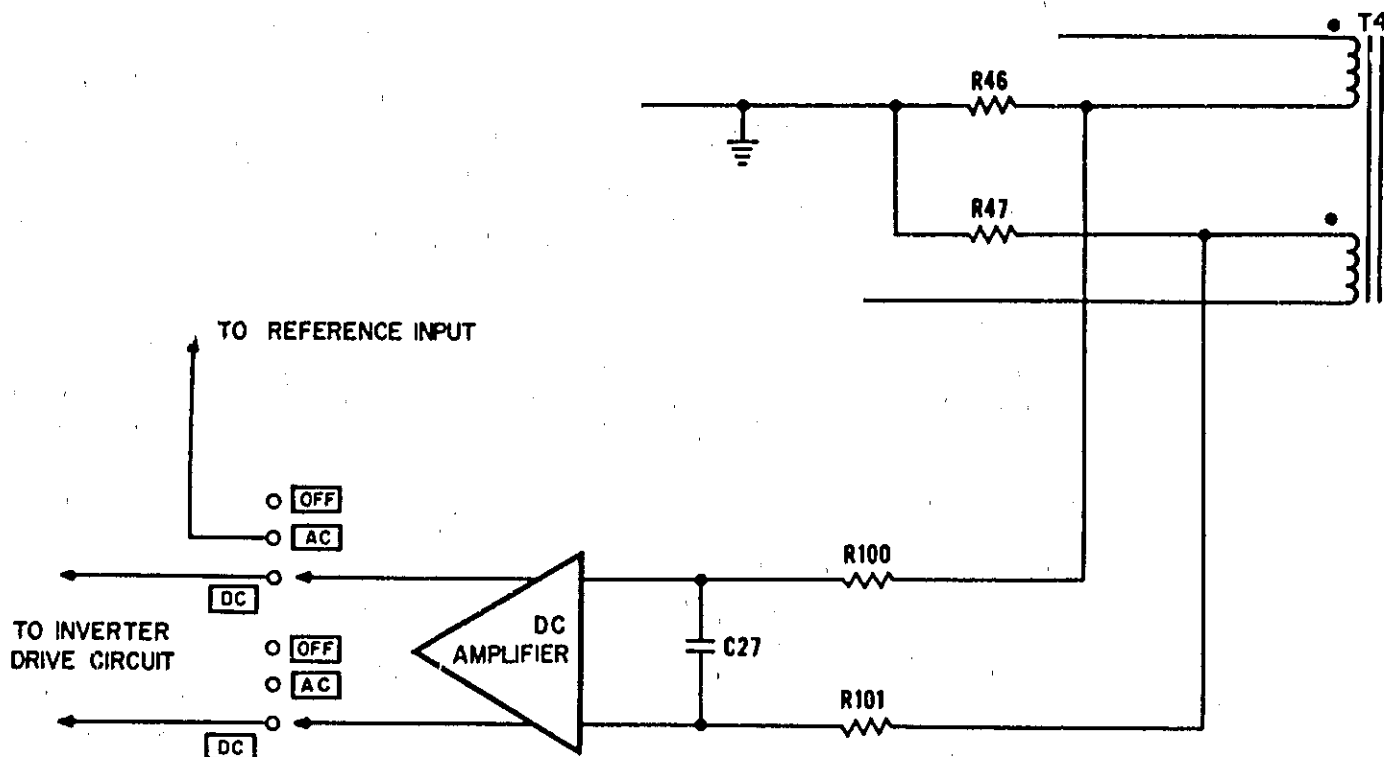 T4
R46
R47
TO REFERENCE INPUT
OFF
AC
R100
DC
DC
AMPLIFIER
C27
TO INVERTER
DRIVE CIRCUIT
OFF
AC
R101
DC